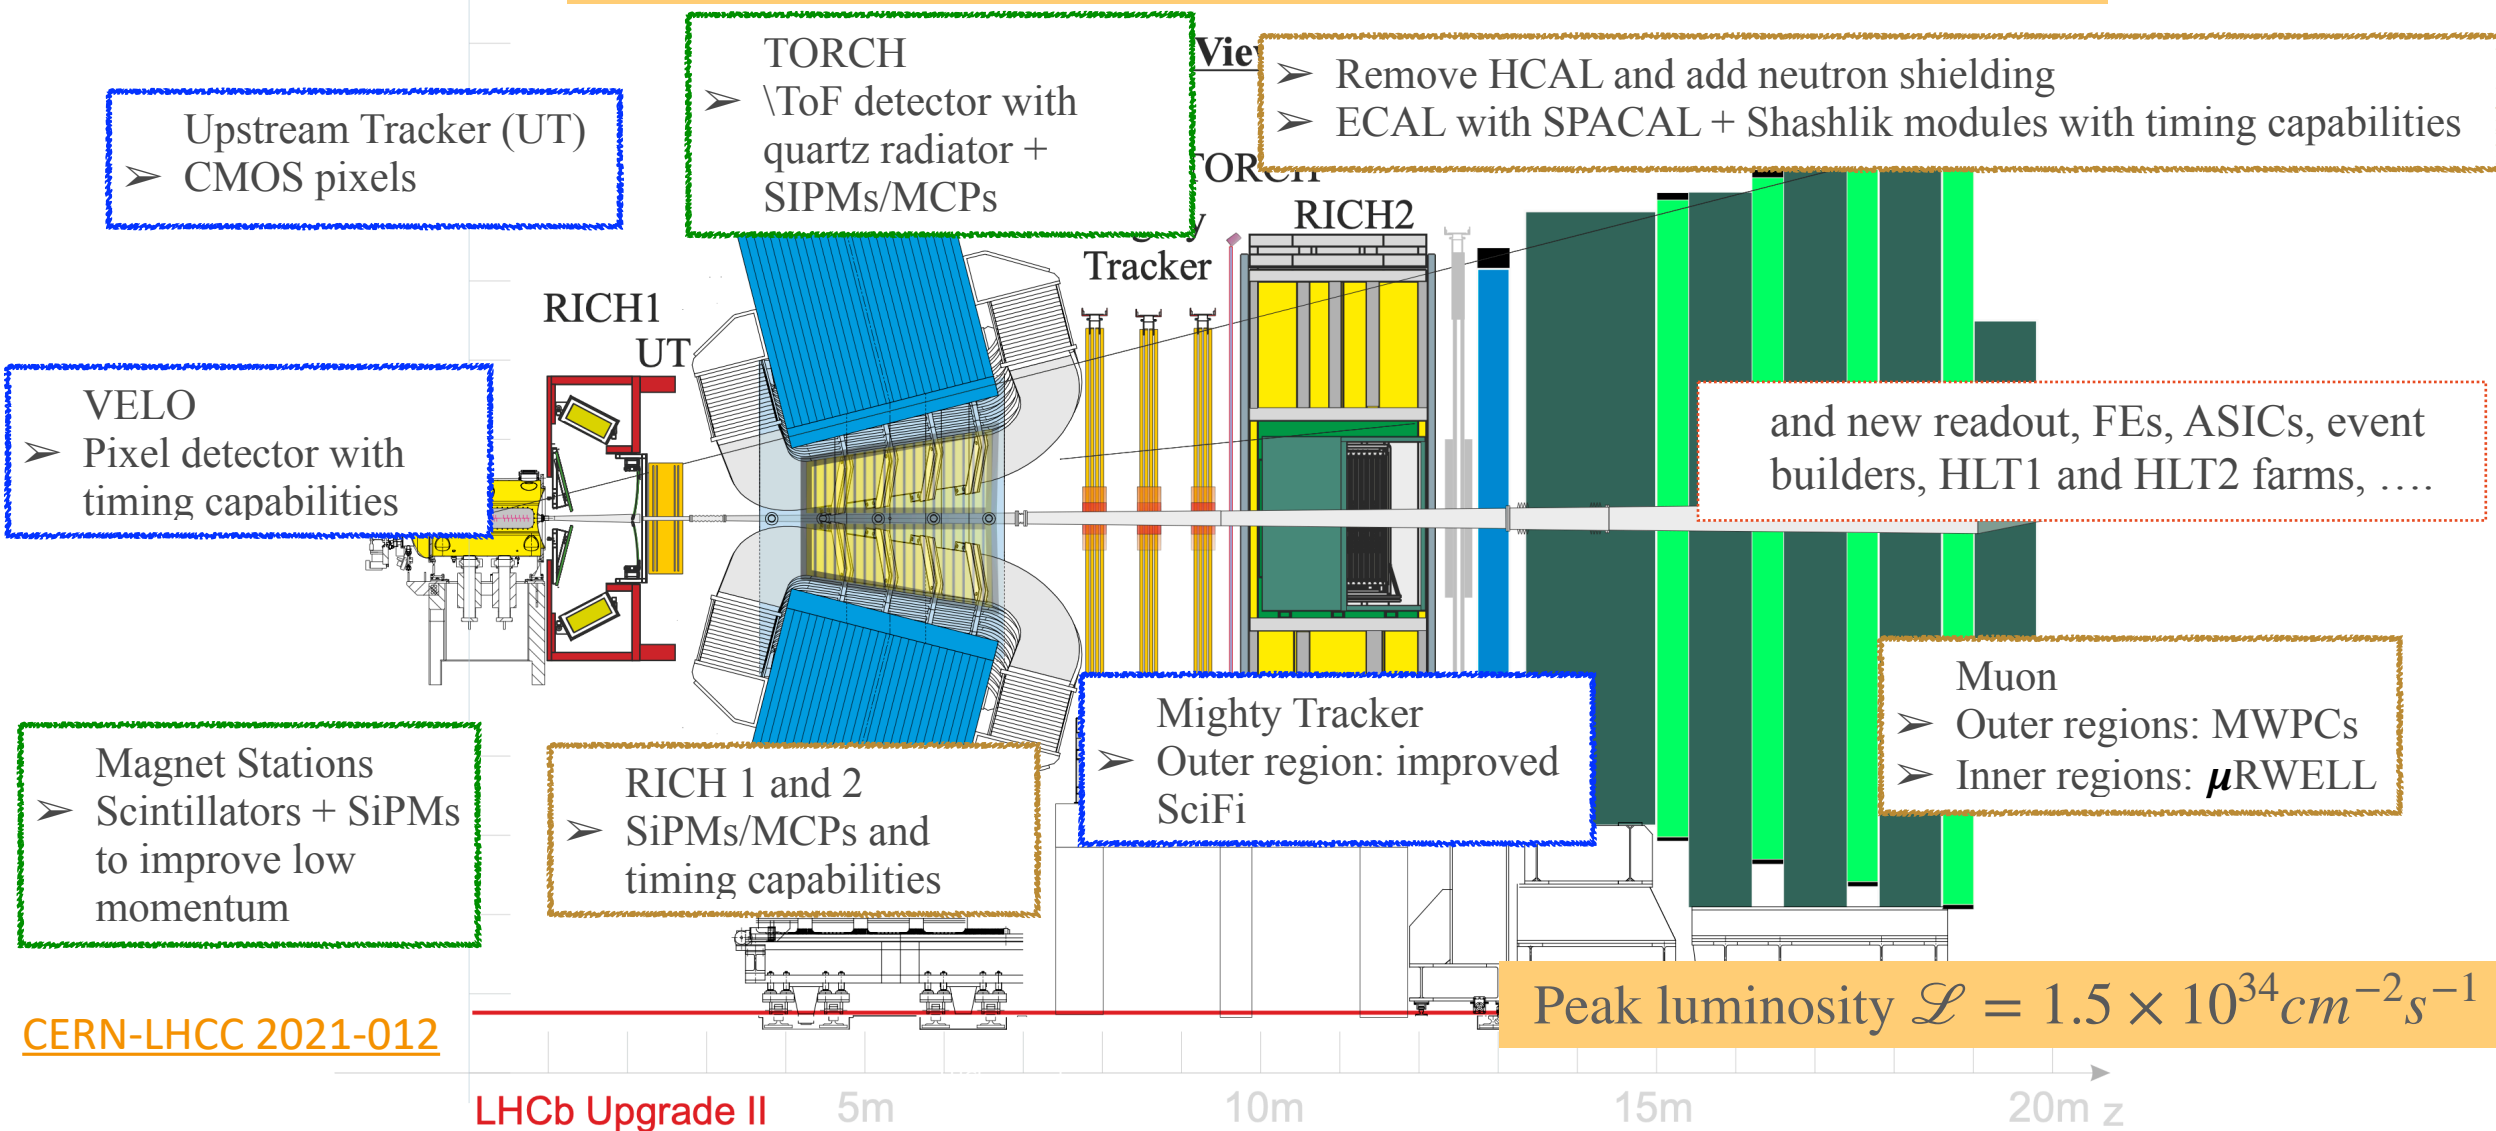 TORCH
➢ \ToF detector with
quartz radiator +
SIPMs/MCPs
View
➢ Remove HCAL and add neutron shielding
➢ ECAL with SPACAL + Shashlik modules with timing capabilities
Upstream Tracker (UT)
➢ CMOS pixels
TORCH
RICH2
Tracker
RICH1
UT
VELO
➢ Pixel detector with
timing capabilities
and new readout, FEs, ASICs, event
builders, HLT1 and HLT2 farms, ....
Magnet Stations
➢ Scintillators + SiPMs
to improve low
momentum
RICH 1 and 2
➢ SiPMs/MCPs and
timing capabilities
Mighty Tracker
➢ Outer region: improved
SciFi
Muon
➢ Outer regions: MWPCs
➢ Inner regions: μRWELL
Peak luminosity ℒ = 1.5 × 10³⁴cm⁻²s⁻¹
CERN-LHCC 2021-012
LHCb Upgrade II
5m
10m
15m
20m z